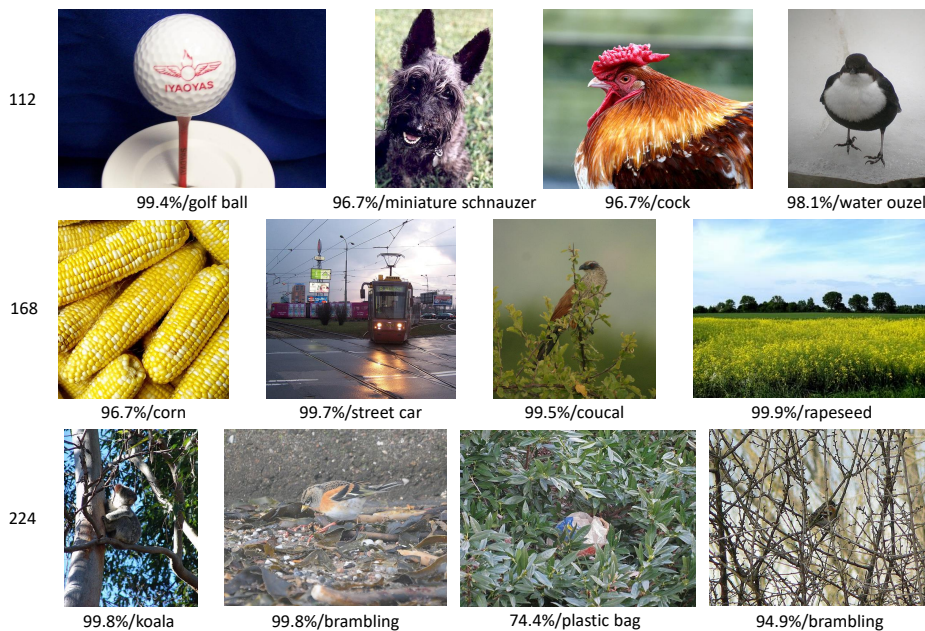 112
IYAOYAS
99.4%/golf ball
96.7%/miniature schnauzer
96.7%/cock
98.1%/water ouzel
168
96.7%/corn
99.7%/street car
99.5%/coucal
99.9%/rapeseed
224
99.8%/koala
99.8%/brambling
74.4%/plastic bag
94.9%/brambling